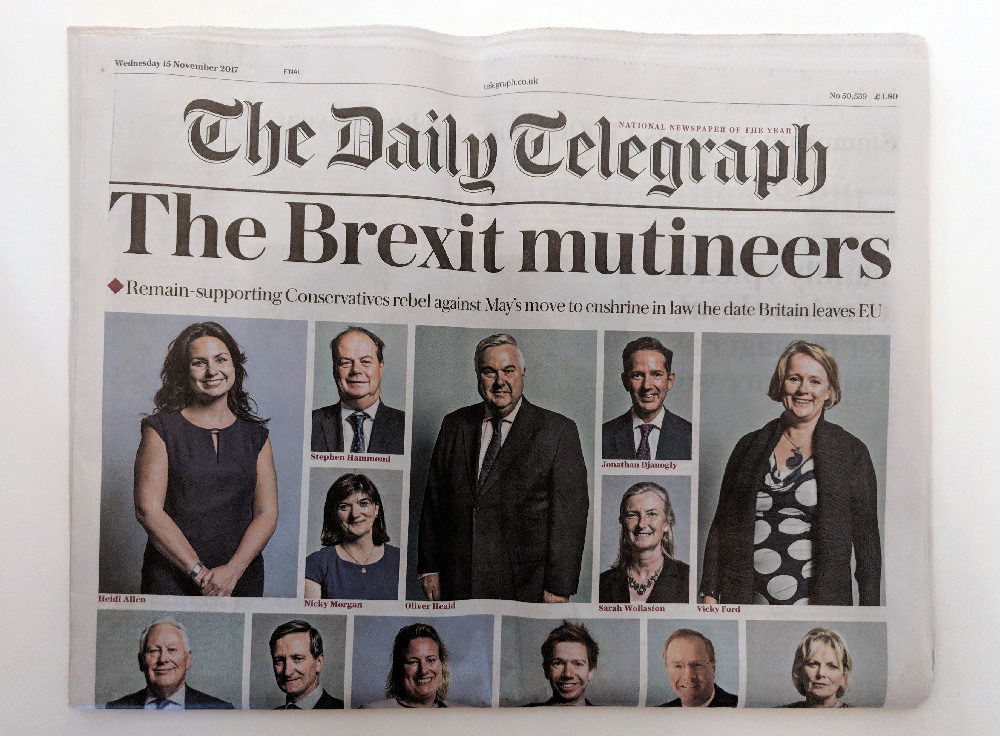 Wednesday 15 November 2017
FINAL
telegraph.co.uk
No 50,539 £1.80
The Daily Telegraph
NATIONAL NEWSPAPER OF THE YEAR
The Brexit mutineers
Remain-supporting Conservatives rebel against May's move to enshrine in law the date Britain leaves EU
Stephen Hammond
Jonathan Djanogly
Heidi Allen
Nicky Morgan
Oliver Heald
Sarah Wollaston
Vicky Ford